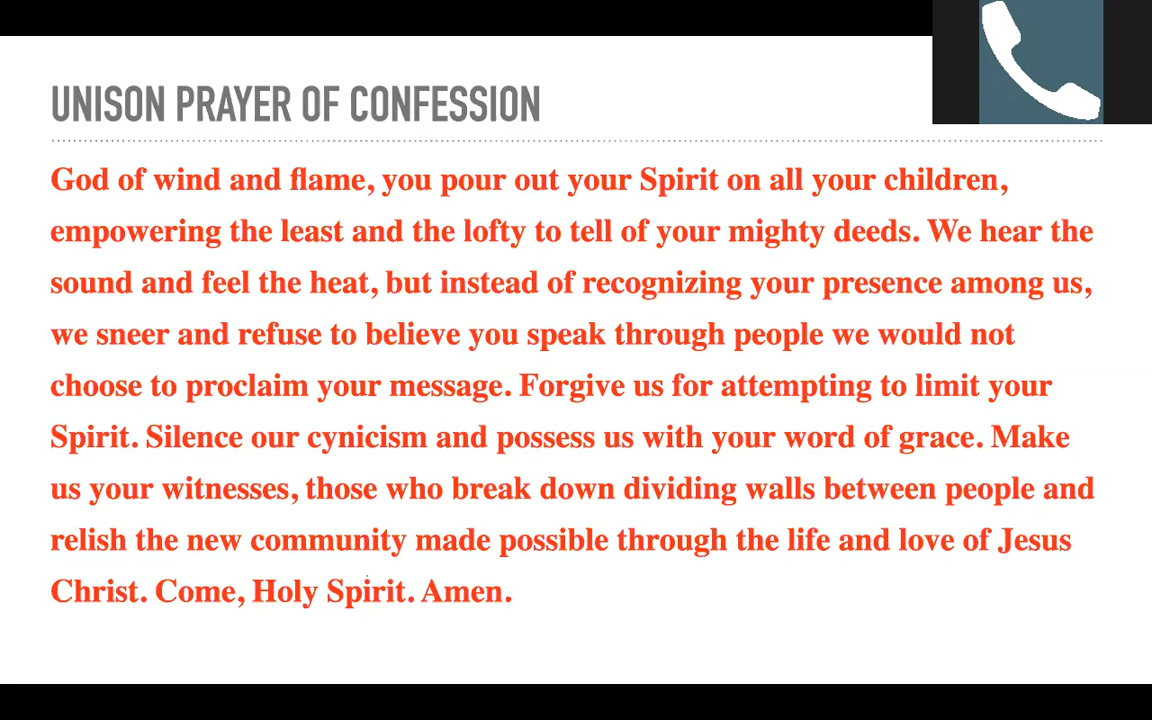 UNISON PRAYER OF CONFESSION
God of wind and flame, you pour out your Spirit on all your children,
empowering the least and the lofty to tell of your mighty deeds. We hear the
sound and feel the heat, but instead of recognizing your presence among us,
we sneer and refuse to believe you speak through people we would not
choose to proclaim your message. Forgive us for attempting to limit your
Spirit. Silence our cynicism and possess us with your word of grace. Make
us your witnesses, those who break down dividing walls between people and
relish the new community made possible through the life and love of Jesus
Christ. Come, Holy Spirit. Amen.